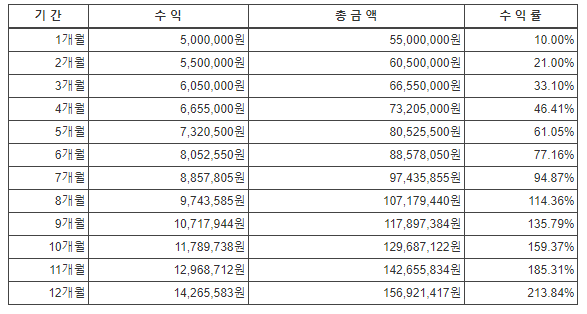 기 간 수 익 총 금 액 수 익 률
1개월 5,000,000원 55,000,000원 10.00%
2개월 5,500,000원 60,500,000원 21.00%
3개월 6,050,000원 66,550,000원 33.10%
4개월 6,655,000원 73,205,000원 46.41%
5개월 7,320,500원 80,525,500원 61.05%
6개월 8,052,550원 88,578,050원 77.16%
7개월 8,857,805원 97,435,855원 94.87%
8개월 9,743,585원 107,179,440원 114.36%
9개월 10,717,944원 117,897,384원 135.79%
10개월 11,789,738원 129,687,122원 159.37%
11개월 12,968,712원 142,655,834원 185.31%
12개월 14,265,583원 156,921,417원 213.84%